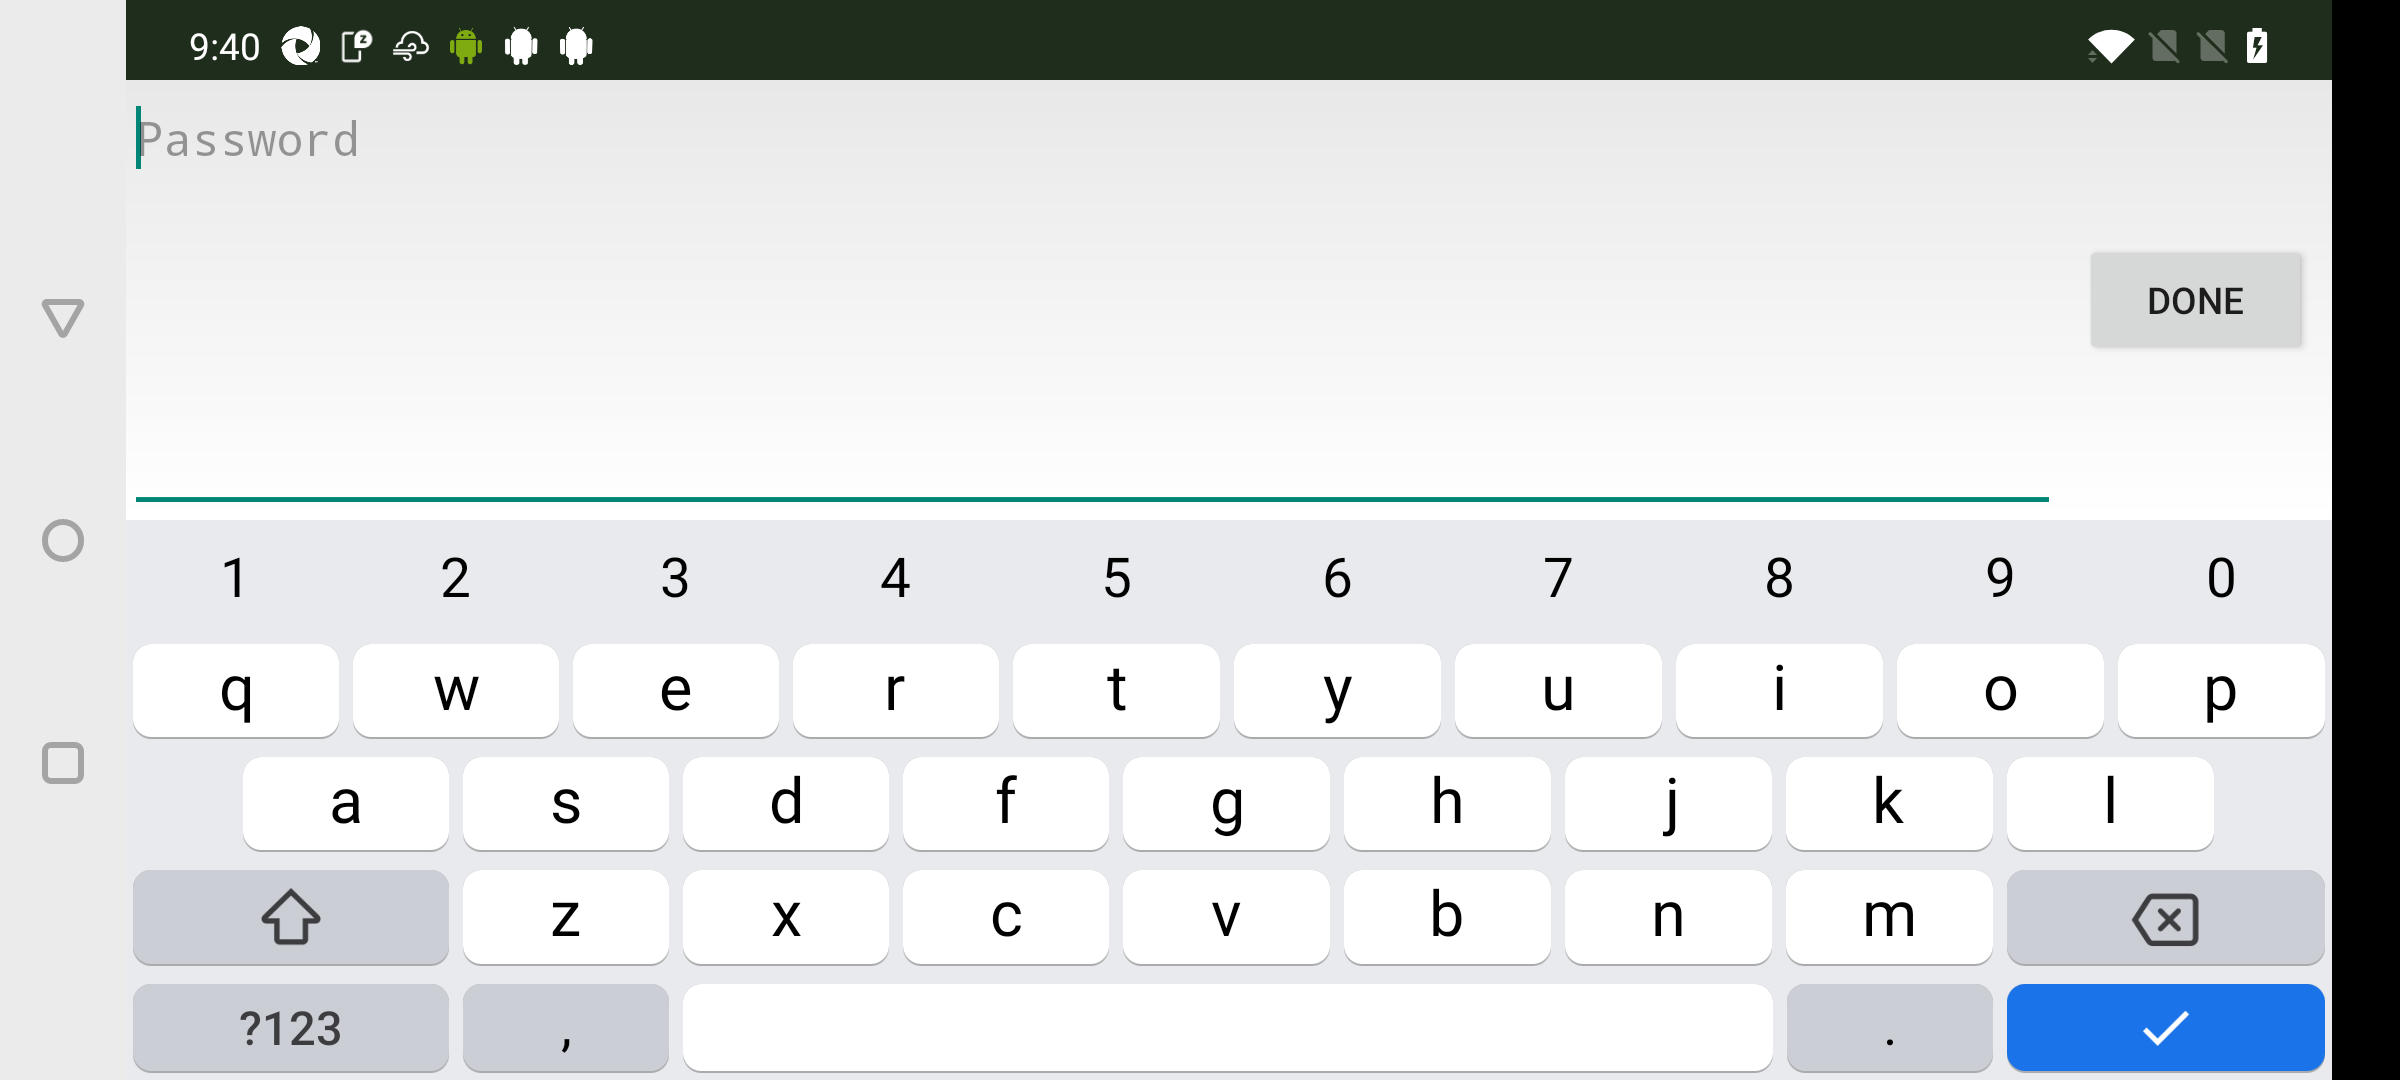 9:40
Password
DONE
1 2 3 4 5 6 7 8 9 0
q w e r t y u i o p
a s d f g h j k l
z x c v b n m
?123 , .